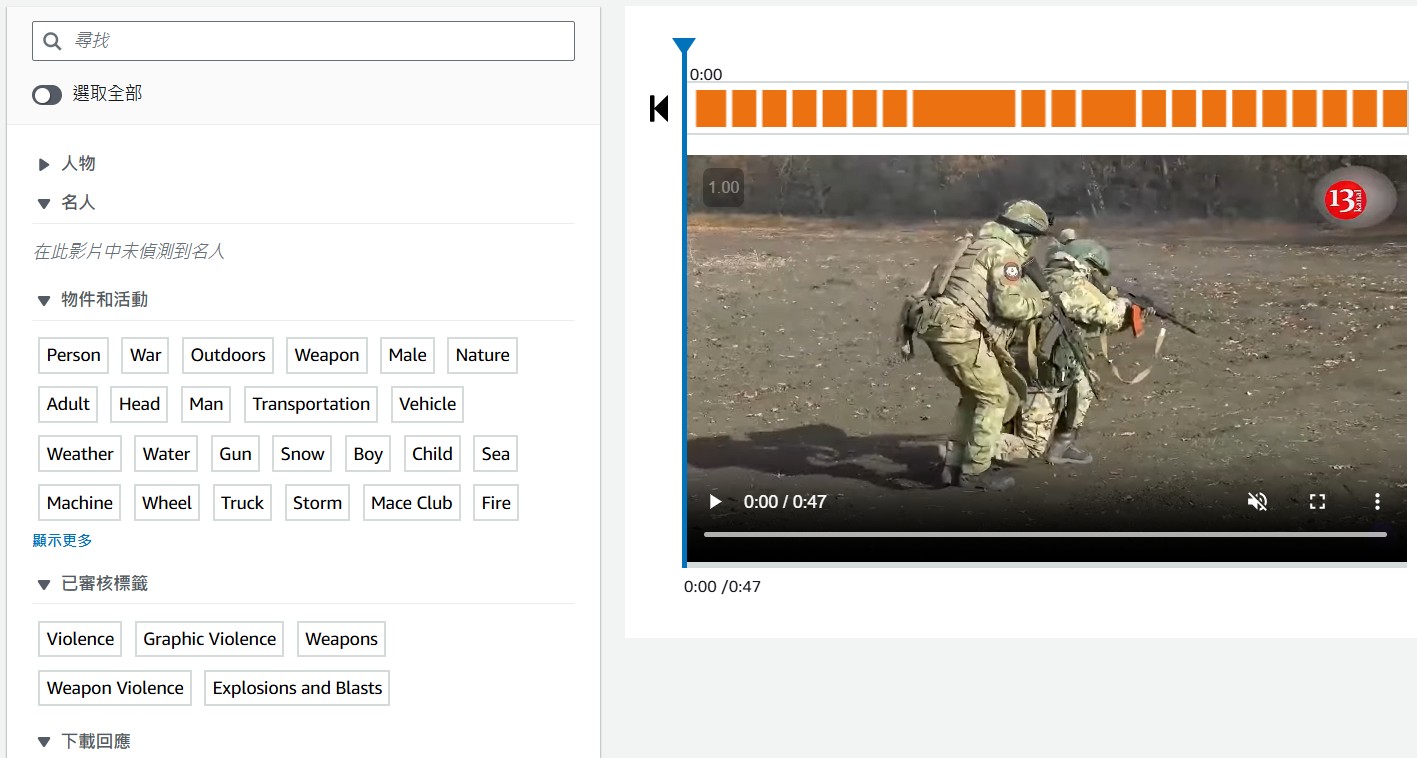 尋找
選取全部
人物
名人
在此影片中未偵測到名人
物件和活動
Person War Outdoors Weapon Male Nature
Adult Head Man Transportation Vehicle
Weather Water Gun Snow Boy Child Sea
Machine Wheel Truck Storm Mace Club Fire
顯示更多
已審核標籤
Violence Graphic Violence Weapons
Weapon Violence Explosions and Blasts
下載回應
0:00
1.00
13 kanal
0:00 / 0:47
0:00 /0:47